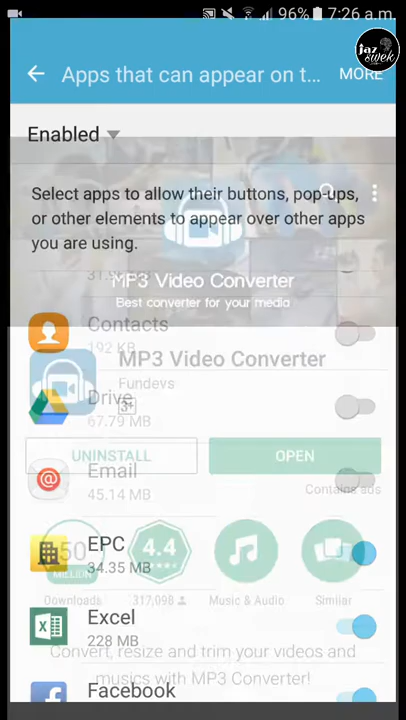 96% 7:26 a.m.
jaz
swek
Apps that can appear on t... MORE
Enabled
Select apps to allow their buttons, pop-ups,
or other elements to appear over other apps
you are using.
MP3 Video Converter
Best converter for your media
Contacts
192 KB
MP3 Video Converter
Fundevs
Drive
3+
67.79 MB
UNINSTALL OPEN
Email
Contains ads
45.14 MB
EPC
34.35 MB
50
MILLION
4.4
Downloads 317,098 Music & Audio Similar
Excel
228 MB
Convert, resize and trim your videos and
musics with MP3 Converter!
Facebook